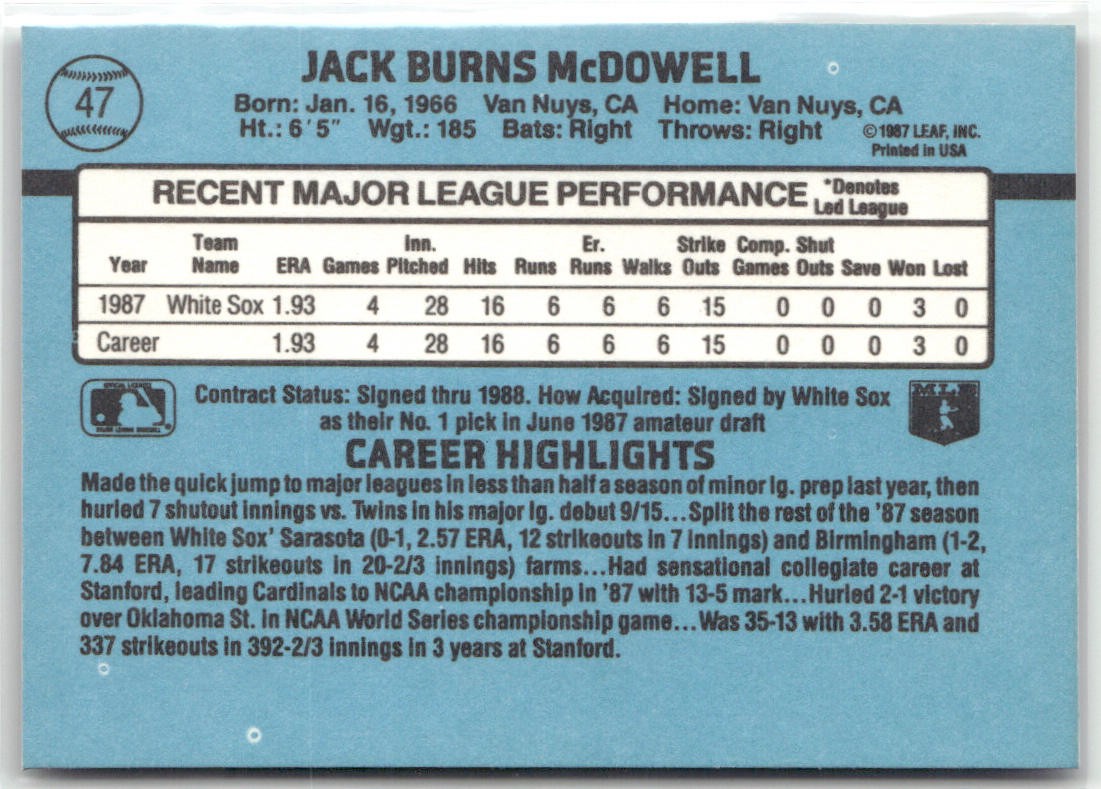 47
JACK BURNS McDOWELL
Born: Jan. 16, 1966 Van Nuys, CA Home: Van Nuys, CA
Ht.: 6'5" Wgt.: 185 Bats: Right Throws: Right ©1987 LEAF, INC.
Printed in USA
RECENT MAJOR LEAGUE PERFORMANCE *Denotes
Led League
Team Inn. Er. Strike Comp. Shut
Year Name ERA Games Pitched Hits Runs Runs Walks Outs Games Outs Save Won Lost
1987 White Sox 1.93 4 28 16 6 6 6 15 0 0 0 3 0
Career 1.93 4 28 16 6 6 6 15 0 0 0 3 0
Contract Status: Signed thru 1988. How Acquired: Signed by White Sox
as their No. 1 pick in June 1987 amateur draft
MLB
CAREER HIGHLIGHTS
Made the quick jump to major leagues in less than half a season of minor lg. prep last year, then
hurled 7 shutout innings vs. Twins in his major lg. debut 9/15...Split the rest of the '87 season
between White Sox' Sarasota (0-1, 2.57 ERA, 12 strikeouts in 7 innings) and Birmingham (1-2,
7.84 ERA, 17 strikeouts in 20-2/3 innings) farms...Had sensational collegiate career at
Stanford, leading Cardinals to NCAA championship in '87 with 13-5 mark...Hurled 2-1 victory
over Oklahoma St. in NCAA World Series championship game...Was 35-13 with 3.58 ERA and
337 strikeouts in 392-2/3 innings in 3 years at Stanford.